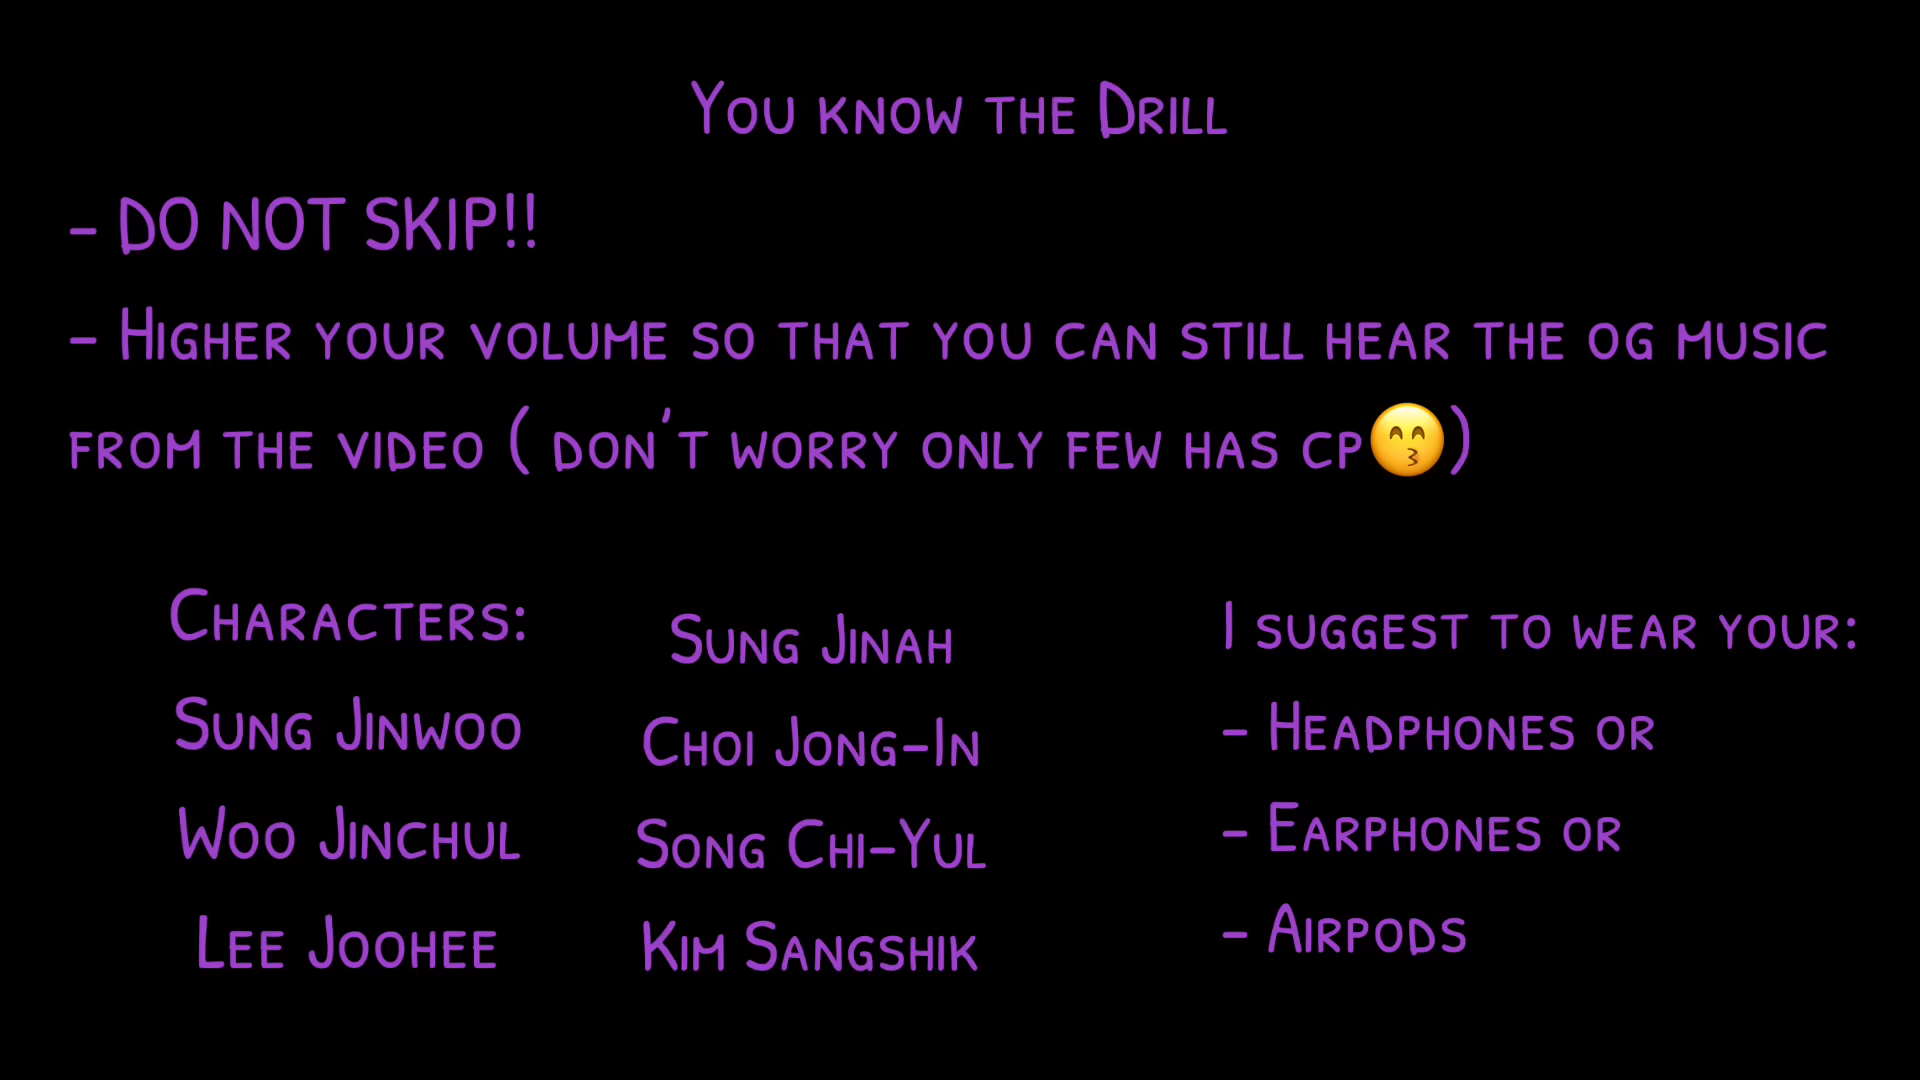 You know the Drill
- DO NOT SKIP!!
- Higher your volume so that you can still hear the og music
from the video ( don't worry only few has cp😙)
Characters:
Sung Jinwoo
Woo Jinchul
Lee Joohee
Sung Jinah
Choi Jong-In
Song Chi-Yul
Kim Sangshik
I suggest to wear your:
- Headphones or
- Earphones or
- Airpods